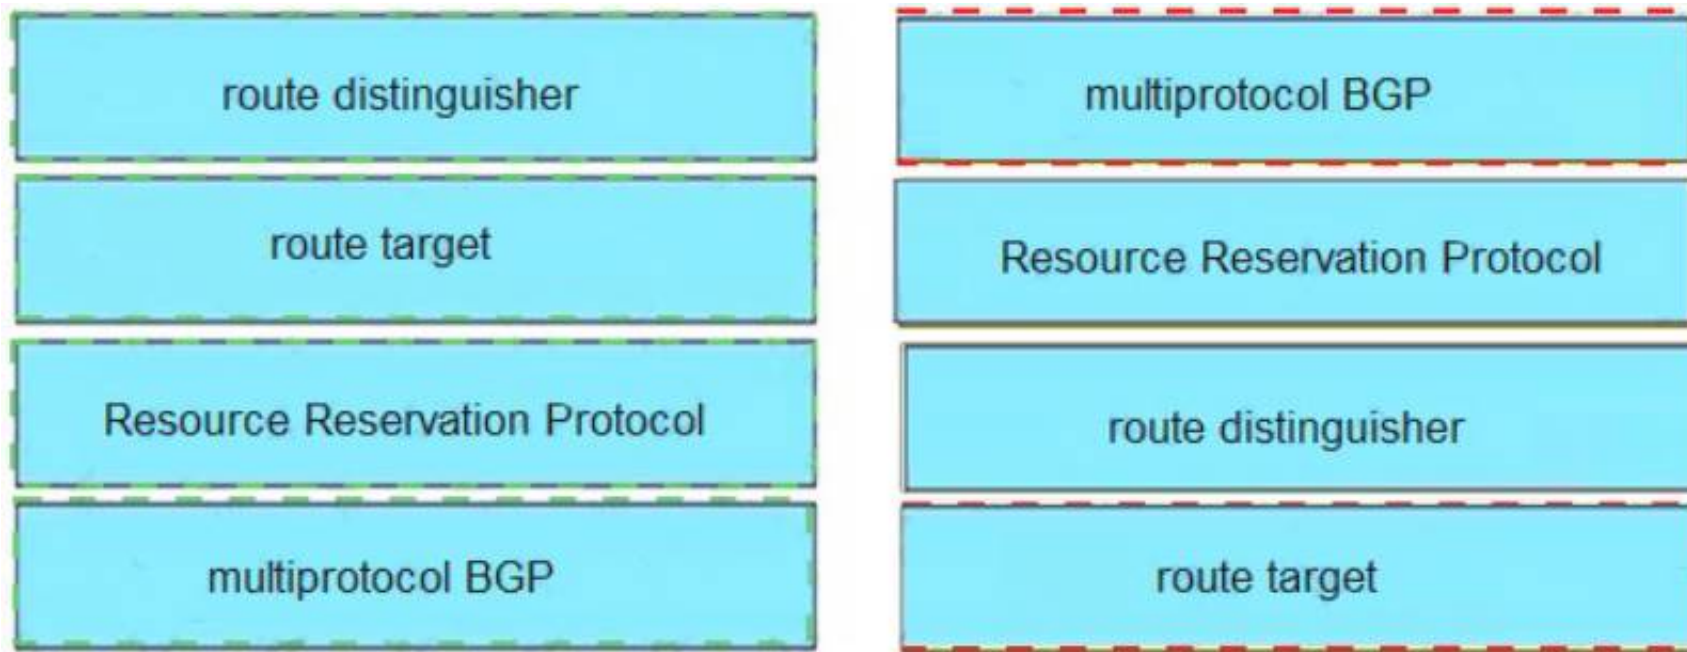 route distinguisher
route target
Resource Reservation Protocol
multiprotocol BGP
multiprotocol BGP
Resource Reservation Protocol
route distinguisher
route target